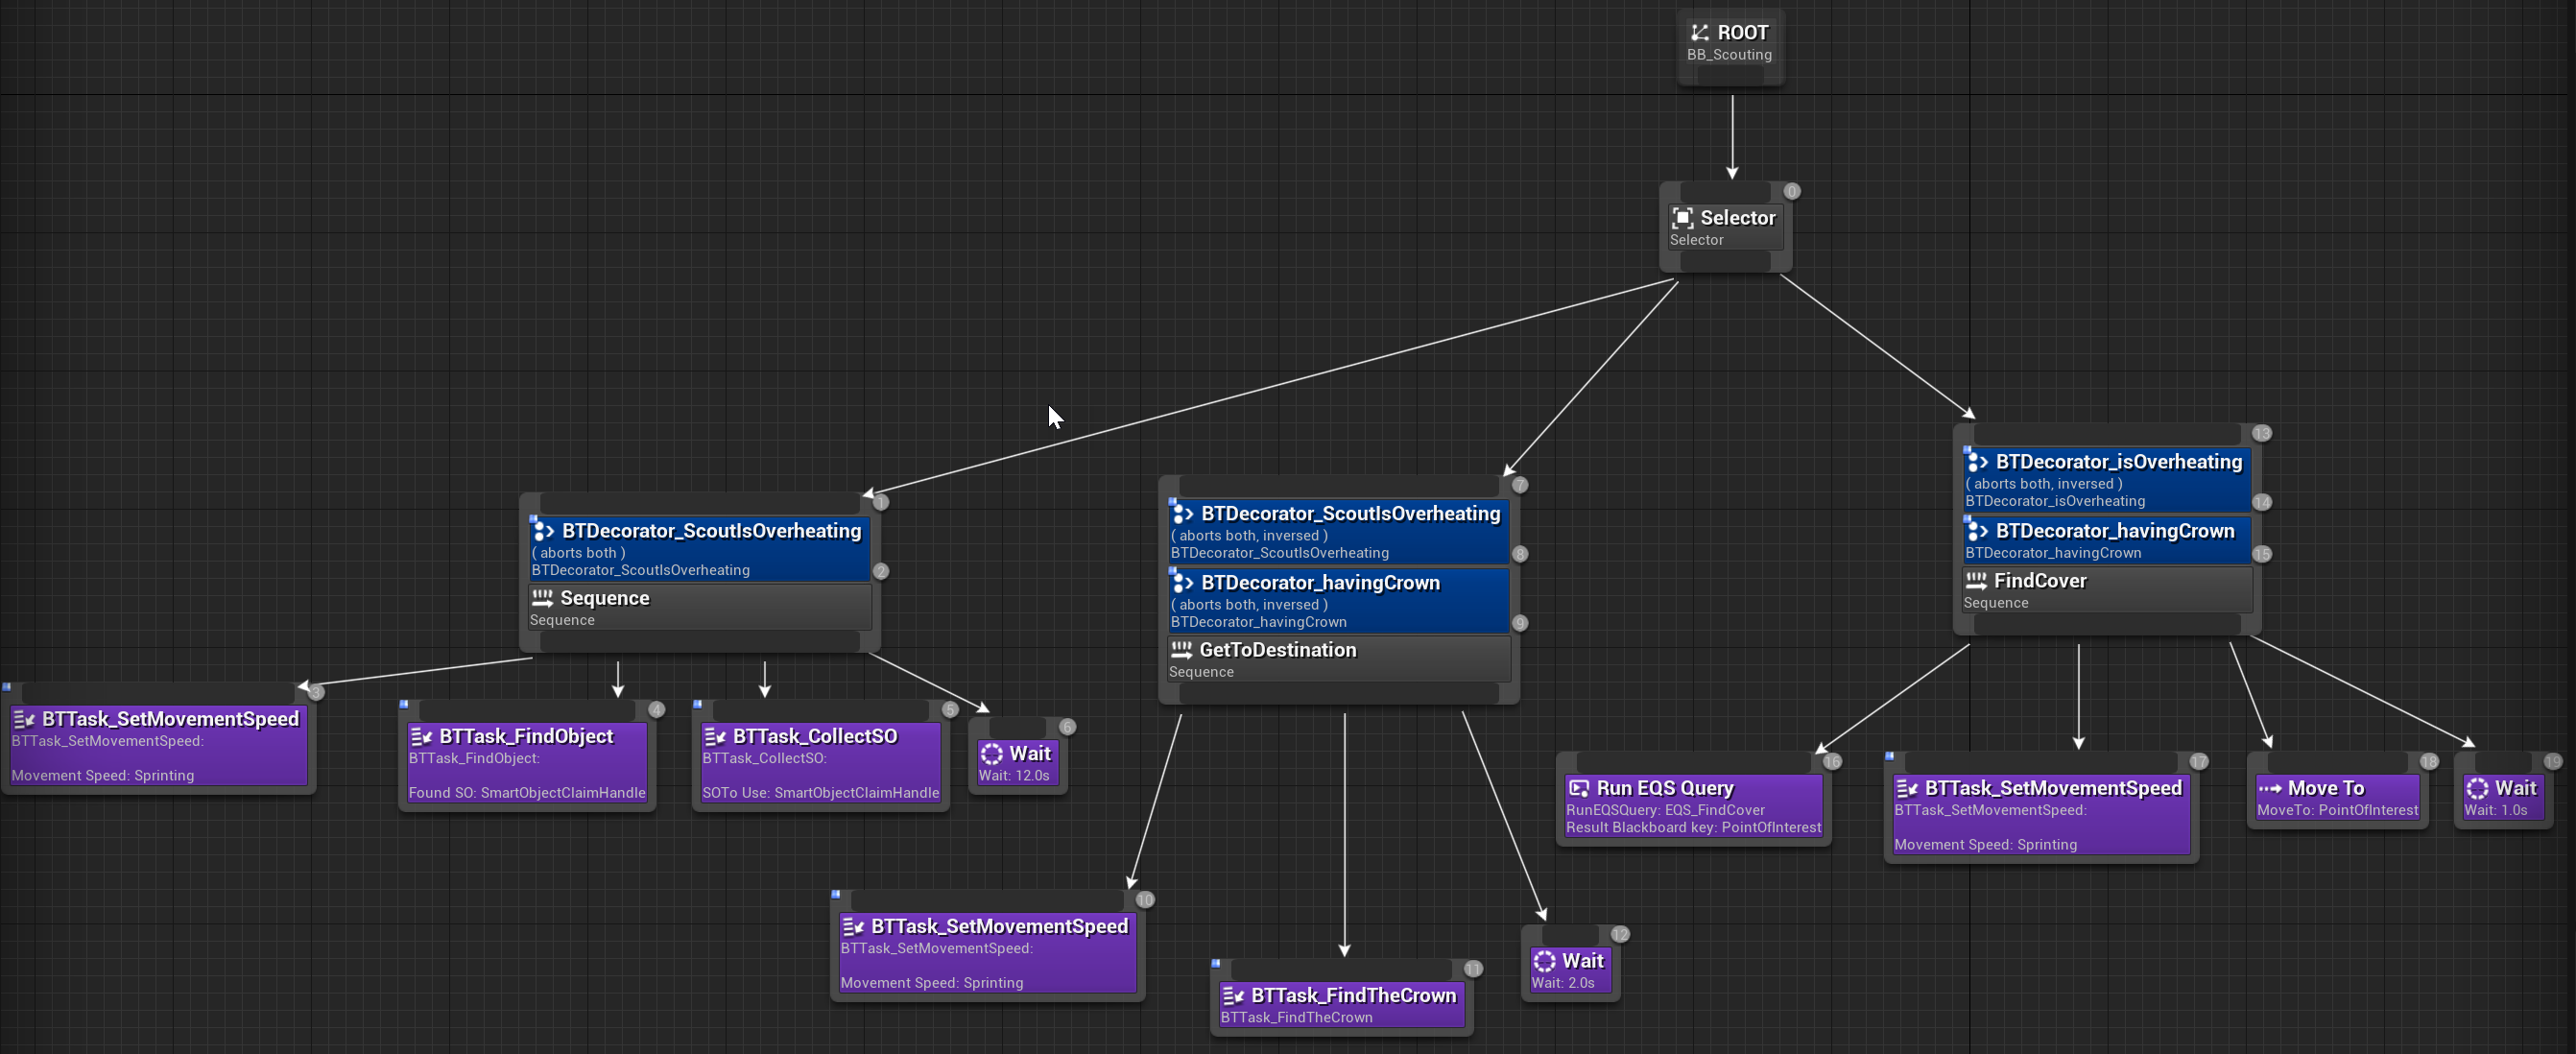 ROOT
BB_Scouting
0
Selector
Selector
1
BTDecorator_ScoutIsOverheating
( aborts both )
BTDecorator_ScoutIsOverheating
2
Sequence
Sequence
7
BTDecorator_ScoutIsOverheating
( aborts both, inversed )
BTDecorator_ScoutIsOverheating
8
BTDecorator_havingCrown
( aborts both, inversed )
BTDecorator_havingCrown
9
GetToDestination
Sequence
13
BTDecorator_isOverheating
( aborts both, inversed )
BTDecorator_isOverheating
14
BTDecorator_havingCrown
BTDecorator_havingCrown
15
FindCover
Sequence
3
BTTask_SetMovementSpeed
BTTask_SetMovementSpeed:
Movement Speed: Sprinting
4
BTTask_FindObject
BTTask_FindObject:
Found SO: SmartObjectClaimHandle
5
BTTask_CollectSO
BTTask_CollectSO:
SOTo Use: SmartObjectClaimHandle
6
Wait
Wait: 12.0s
10
BTTask_SetMovementSpeed
BTTask_SetMovementSpeed:
Movement Speed: Sprinting
11
BTTask_FindTheCrown
BTTask_FindTheCrown
12
Wait
Wait: 2.0s
16
Run EQS Query
RunEQSQuery: EQS_FindCover
Result Blackboard key: PointOfInterest
17
BTTask_SetMovementSpeed
BTTask_SetMovementSpeed:
Movement Speed: Sprinting
18
Move To
MoveTo: PointOfInterest
19
Wait
Wait: 1.0s